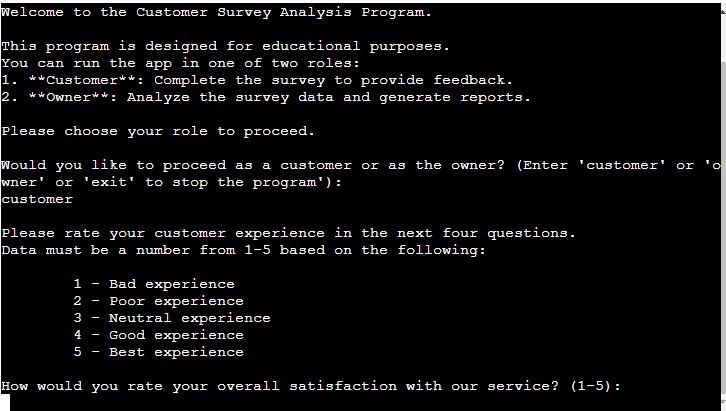 Welcome to the Customer Survey Analysis Program.
This program is designed for educational purposes.
You can run the app in one of two roles:
1. **Customer**: Complete the survey to provide feedback.
2. **Owner**: Analyze the survey data and generate reports.
Please choose your role to proceed.
Would you like to proceed as a customer or as the owner? (Enter 'customer' or 'o
wner' or 'exit' to stop the program'):
customer
Please rate your customer experience in the next four questions.
Data must be a number from 1-5 based on the following:
1 - Bad experience
2 - Poor experience
3 - Neutral experience
4 - Good experience
5 - Best experience
How would you rate your overall satisfaction with our service? (1-5):